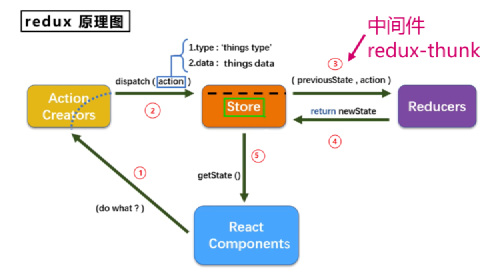 redux 原理图
中间件
redux-thunk
1.type : 'things type'
2.data : things data
dispatch ( action )
③
( previousState , action )
Action
Creators
②
Store
Reducers
return newState
④
①
⑤
getState ()
(do what ? )
React
Components